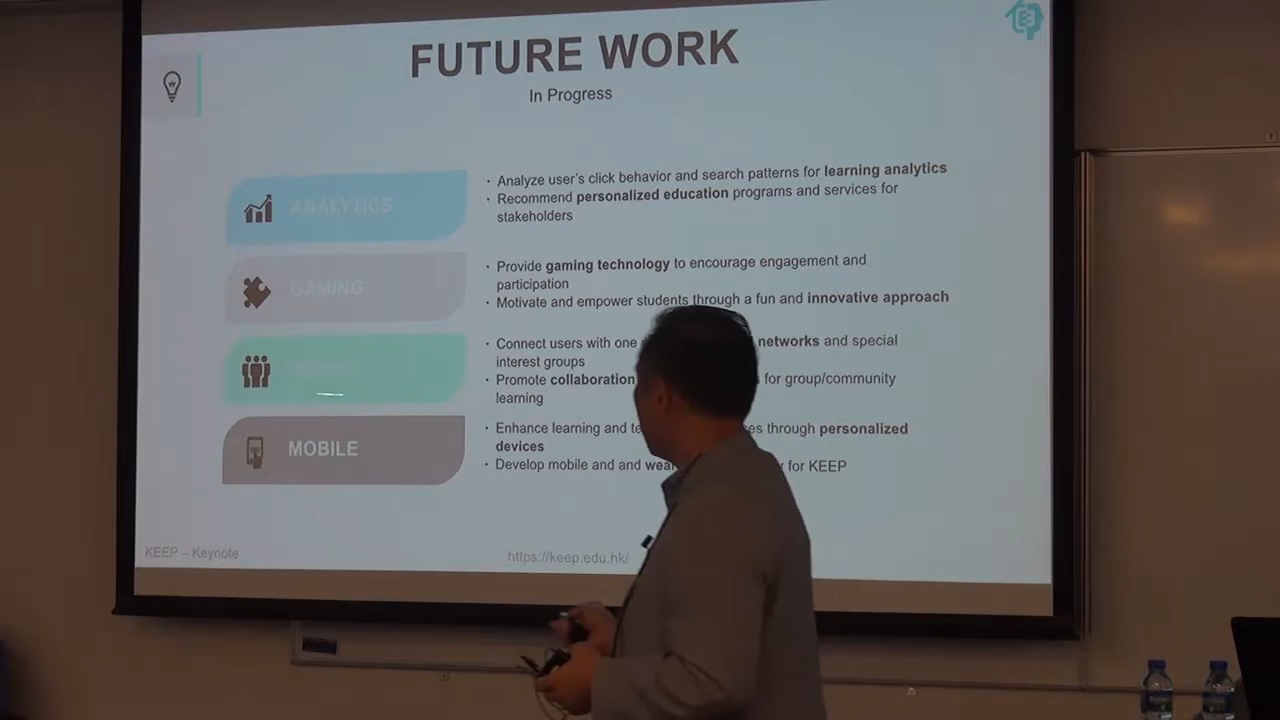 FUTURE WORK
In Progress
ANALYTICS
· Analyze user's click behavior and search patterns for learning analytics
· Recommend personalized education programs and services for
stakeholders
GAMING
· Provide gaming technology to encourage engagement and
participation
· Motivate and empower students through a fun and innovative approach
· Connect users with one networks and special
interest groups
· Promote collaboration for group/community
learning
MOBILE
· Enhance learning and through personalized
devices
· Develop mobile and and for KEEP
KEEP – Keynote
https://keep.edu.hk/